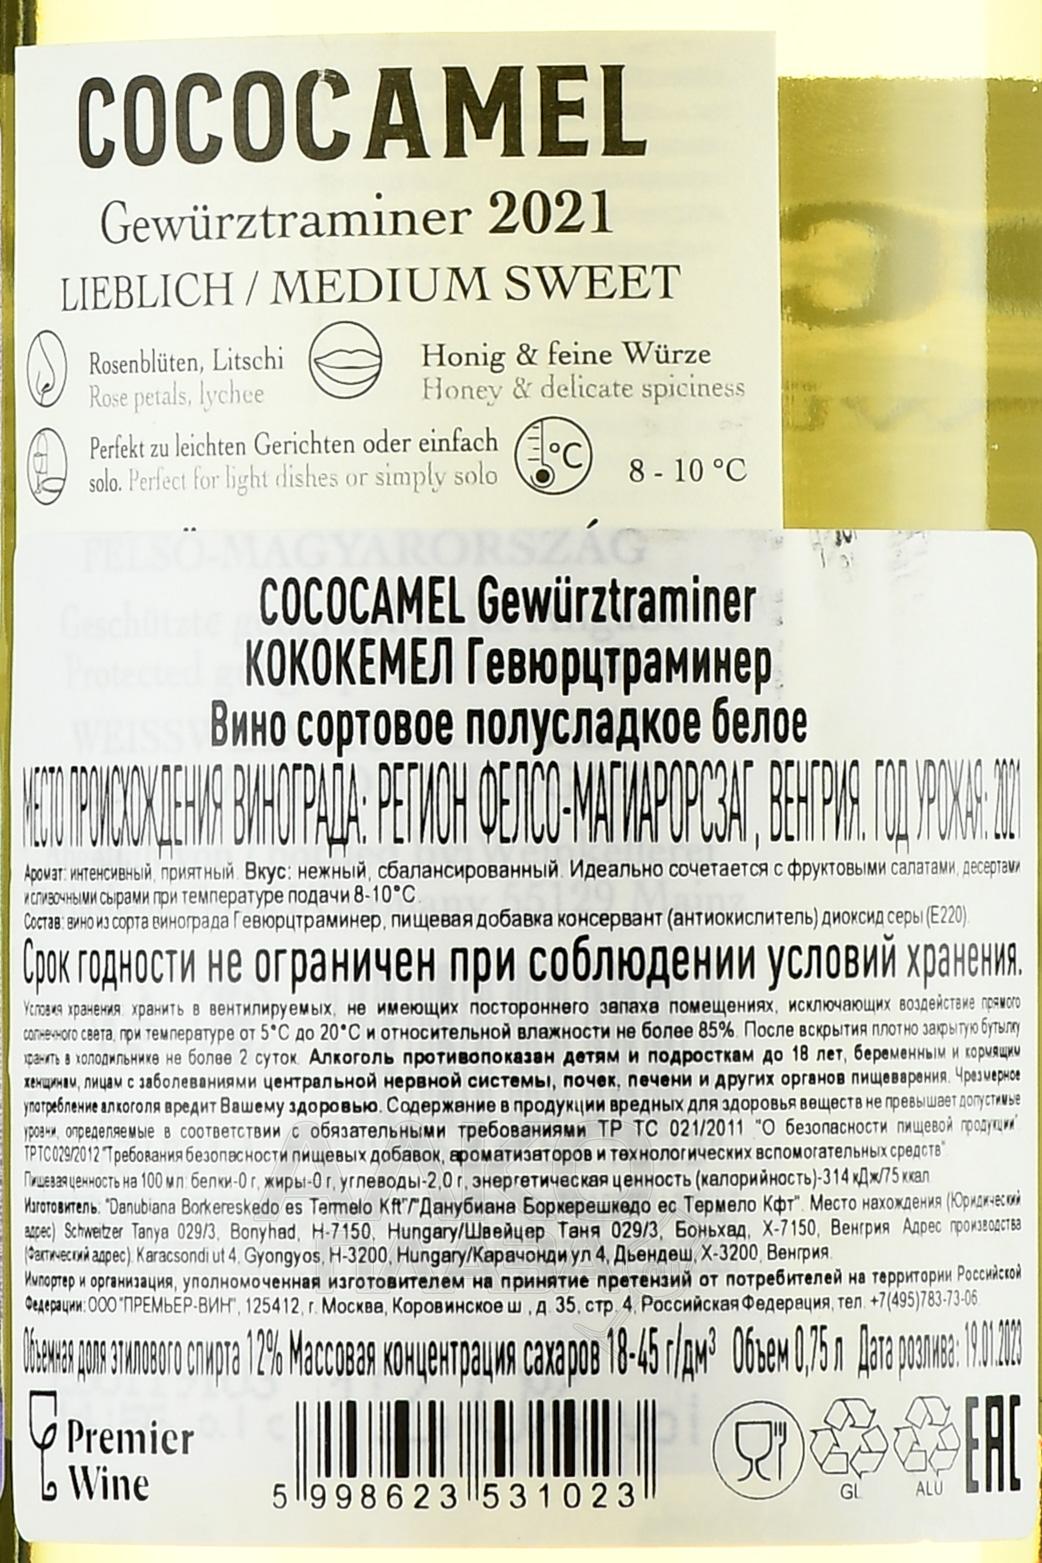 COCOCAMEL
Gewürztraminer 2021
LIEBLICH / MEDIUM SWEET
Rosenblüten, Litschi
Rose petals, lychee
Honig & feine Würze
Honey & delicate spiciness
Perfekt zu leichten Gerichten oder einfach
solo. Perfect for light dishes or simply solo
°C
8 - 10 °C
FELSŐ-MAGYARORSZÁG
COCOCAMEL Gewürztraminer
КОКОКЕМЕЛ Гевюрцтраминер
Вино сортовое полусладкое белое
МЕСТО ПРОИСХОЖДЕНИЯ ВИНОГРАДА: РЕГИОН ФЕЛСО-МАГИАРОРСЗАГ, ВЕНГРИЯ. ГОД УРОЖАЯ: 2021
Аромат: интенсивный, приятный. Вкус: нежный, сбалансированный. Идеально сочетается с фруктовыми салатами, десертами
и сливочными сырами при температуре подачи 8-10°С.
Состав: вино из сорта винограда Гевюрцтраминер, пищевая добавка консервант (антиокислитель) диоксид серы (Е220).
Срок годности не ограничен при соблюдении условий хранения.
Условия хранения: хранить в вентилируемых, не имеющих постороннего запаха помещениях, исключающих воздействие прямого
солнечного света, при температуре от 5°С до 20°С и относительной влажности не более 85%. После вскрытия плотно закрытую бутылку
хранить в холодильнике не более 2 суток. Алкоголь противопоказан детям и подросткам до 18 лет, беременным и кормящим
женщинам, лицам с заболеваниями центральной нервной системы, почек, печени и других органов пищеварения. Чрезмерное
употребление алкоголя вредит Вашему здоровью. Содержание в продукции вредных для здоровья веществ не превышает допустимые
уровни, определяемые в соответствии с обязательными требованиями ТР ТС 021/2011 "О безопасности пищевой продукции"
ТР ТС 029/2012 "Требования безопасности пищевых добавок, ароматизаторов и технологических вспомогательных средств"
Пищевая ценность на 100 мл: белки-0 г, жиры-0 г, углеводы-2,0 г, энергетическая ценность (калорийность)-314 кДж/75 ккал
Изготовитель: "Danubiana Borkereskedo es Termelo Kft"/"Данубиана Боркерешкедо ес Термело Кфт". Место нахождения (Юридический
адрес): Schweitzer Tanya 029/3, Bonyhad, H-7150, Hungary/Швейцер Таня 029/3, Боньхад, Х-7150, Венгрия Адрес производства
(Фактический адрес): Karacsondi ut 4, Gyongyos, H-3200, Hungary/Карачонди ул 4, Дьендеш, Х-3200, Венгрия.
Импортер и организация, уполномоченная изготовителем на принятие претензий от потребителей на территории Российской
Федерации: ООО "ПРЕМЬЕР-ВИН", 125412, г. Москва, Коровинское ш., д. 35, стр. 4, Российская Федерация, тел. +7(495)783-73-06
Объемная доля этилового спирта 12% Массовая концентрация сахаров 18-45 г/дм³ Объем 0,75 л Дата розлива: 19.01.2023
Premier
Wine
5 998623 531023
GL
ALU
EAC